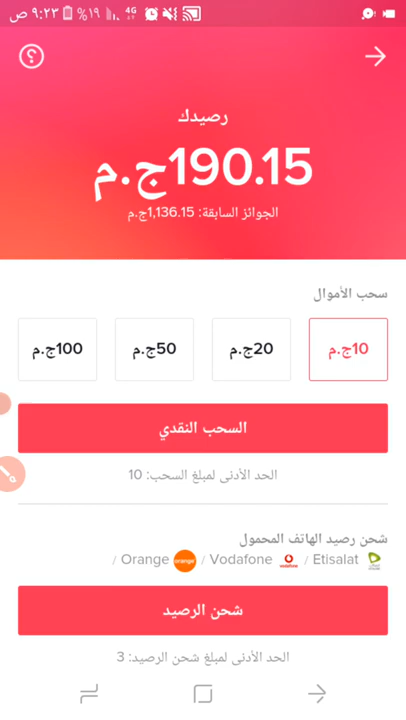 ٩:٢٣ ص ١٩% 4G
رصيدك
190.15ج.م
الجوائز السابقة: 1,136.15ج.م
سحب الأموال
10ج.م 20ج.م 50ج.م 100ج.م
السحب النقدي
الحد الأدنى لمبلغ السحب: 10
شحن رصيد الهاتف المحمول
Etisalat / Vodafone / orange Orange /
شحن الرصيد
الحد الأدنى لمبلغ شحن الرصيد: 3